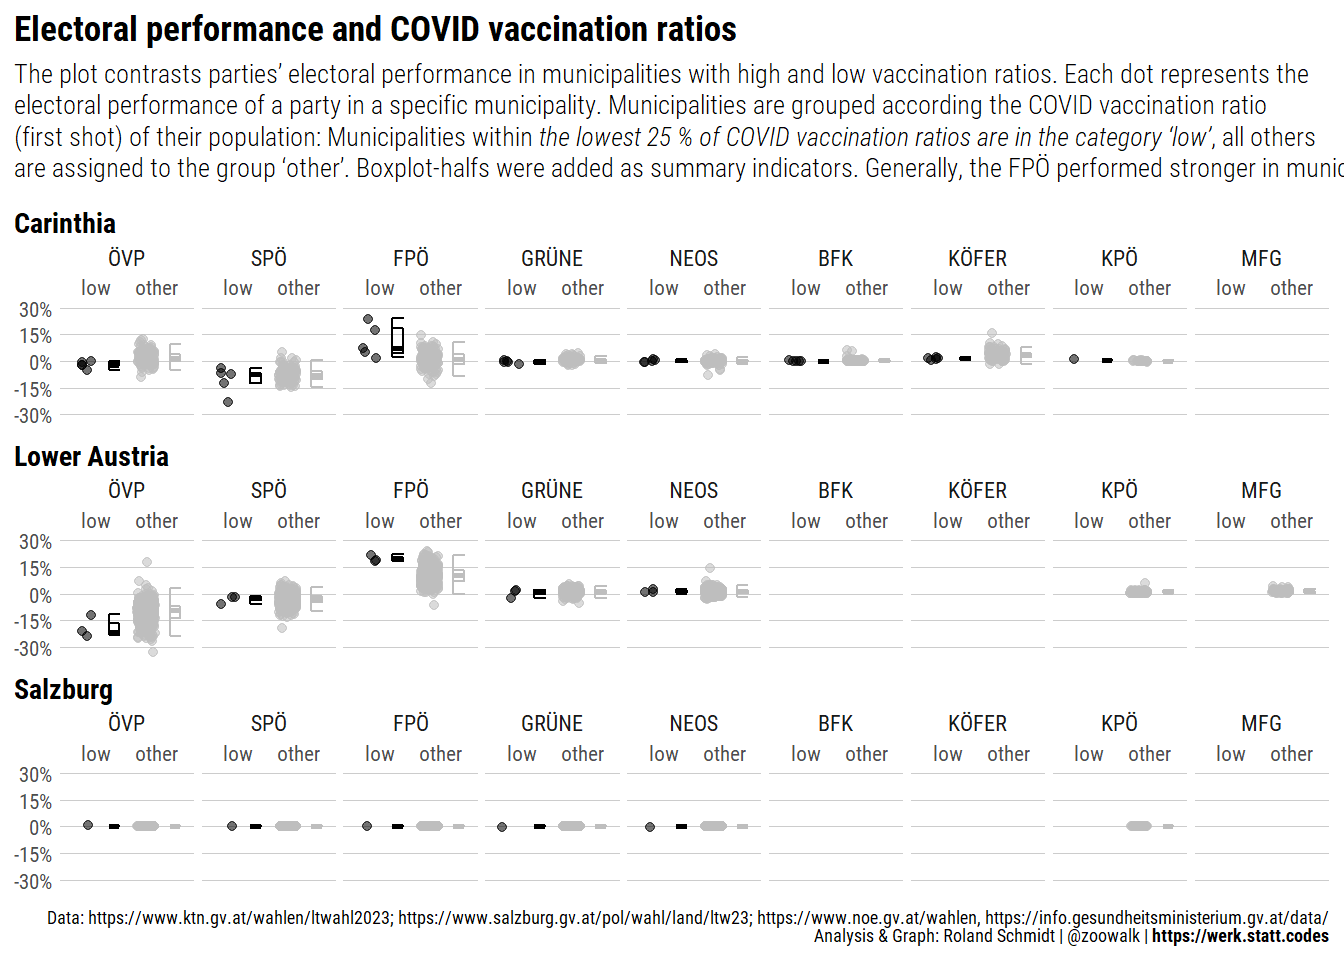 Electoral performance and COVID vaccination ratios
The plot contrasts parties’ electoral performance in municipalities with high and low vaccination ratios. Each dot represents the
electoral performance of a party in a specific municipality. Municipalities are grouped according the COVID vaccination ratio
(first shot) of their population: Municipalities within the lowest 25 % of COVID vaccination ratios are in the category ‘low’, all others
are assigned to the group ‘other’. Boxplot-halfs were added as summary indicators. Generally, the FPÖ performed stronger in munic
Carinthia
ÖVP SPÖ FPÖ GRÜNE NEOS BFK KÖFER KPÖ MFG
low other low other low other low other low other low other low other low other low other
30%
15%
0%
-15%
-30%
Lower Austria
ÖVP SPÖ FPÖ GRÜNE NEOS BFK KÖFER KPÖ MFG
low other low other low other low other low other low other low other low other low other
30%
15%
0%
-15%
-30%
Salzburg
ÖVP SPÖ FPÖ GRÜNE NEOS BFK KÖFER KPÖ MFG
low other low other low other low other low other low other low other low other low other
30%
15%
0%
-15%
-30%
Data: https://www.ktn.gv.at/wahlen/ltwahl2023; https://www.salzburg.gv.at/pol/wahl/land/ltw23; https://www.noe.gv.at/wahlen, https://info.gesundheitsministerium.gv.at/data/
Analysis & Graph: Roland Schmidt | @zoowalk | https://werk.statt.codes